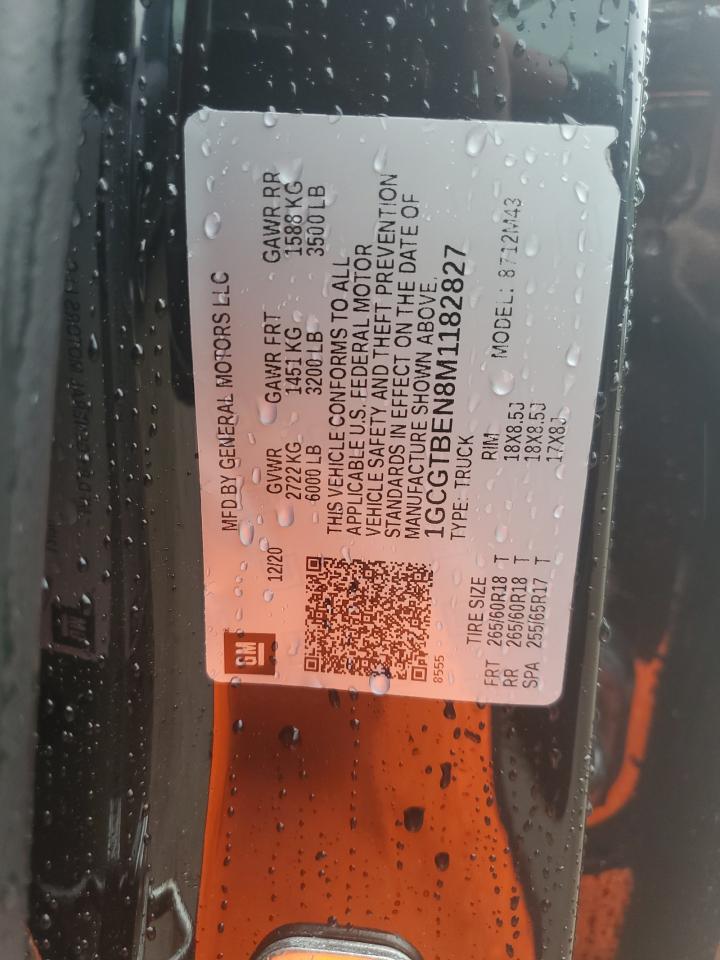 GM
MFD BY GENERAL MOTORS LLC
12/20 GVWR GAWR FRT GAWR RR
2722 KG 1451 KG 1588 KG
6000 LB 3200 LB 3500 LB
THIS VEHICLE CONFORMS TO ALL
APPLICABLE U.S. FEDERAL MOTOR
VEHICLE SAFETY AND THEFT PREVENTION
STANDARDS IN EFFECT ON THE DATE OF
MANUFACTURE SHOWN ABOVE.
1GCGTBEN8M1182827
8555 TYPE: TRUCK
TIRE SIZE RIM MODEL: 8712M43
FRT 265/60R18 T 18X8.5J
RR 265/60R18 T 18X8.5J
SPA 255/65R17 T 17X8J